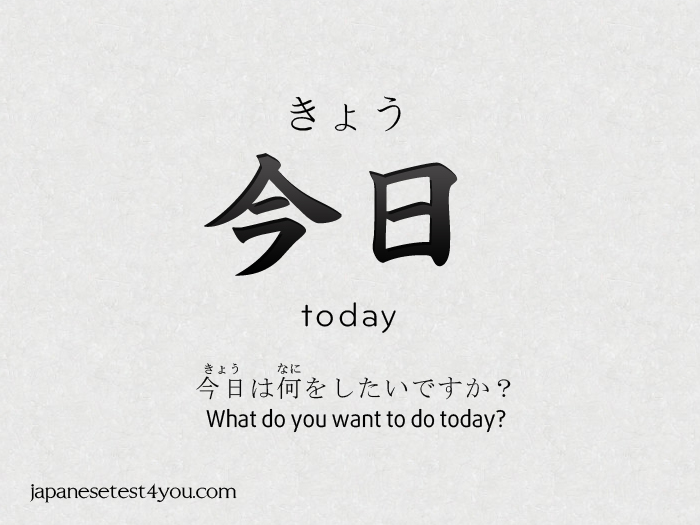 きょう
今日
today
きょう なに
今日は何をしたいですか？
What do you want to do today?
japanesetest4you.com